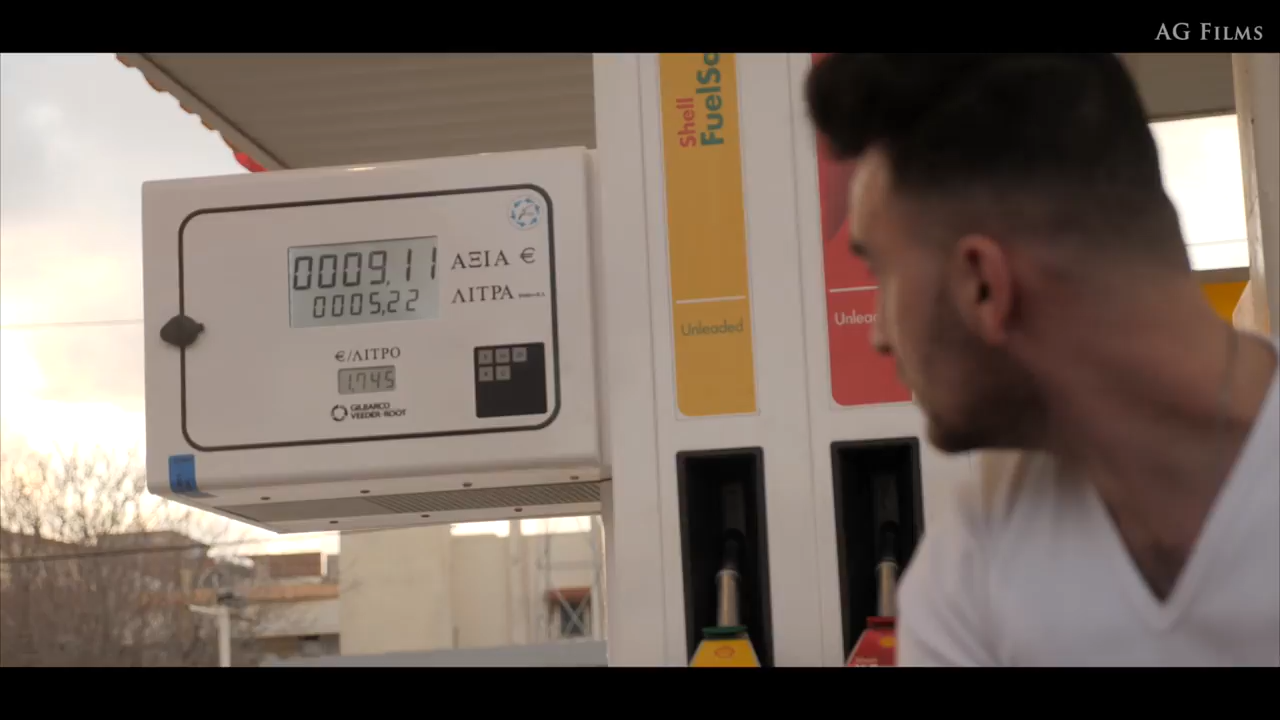 AG FILMS
Shell
FuelSa
0009,11 ΑΞΙΑ €
0005,22 ΛΙΤΡΑ
€/ΛΙΤΡΟ
1,745
GILBARCO
VEEDER-ROOT
Unleaded
Unlea